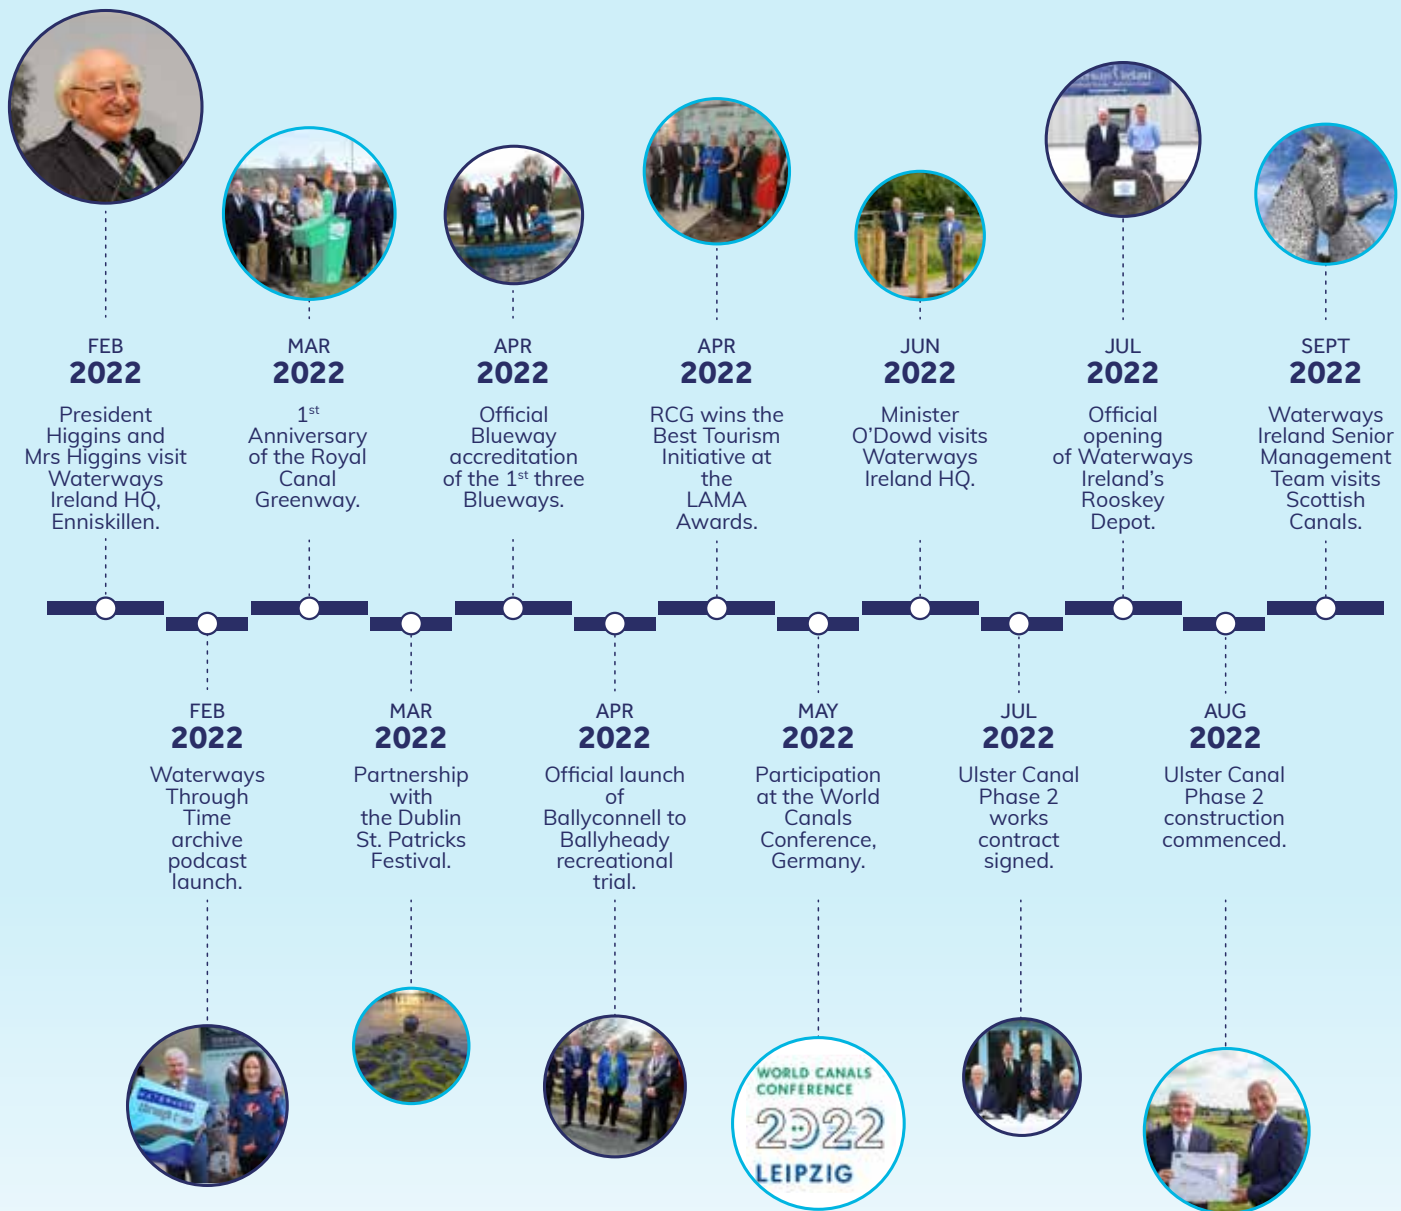 FEB
2022
President
Higgins and
Mrs Higgins visit
Waterways
Ireland HQ,
Enniskillen.
MAR
2022
1st
Anniversary
of the Royal
Canal
Greenway.
APR
2022
Official
Blueway
accreditation
of the 1st three
Blueways.
APR
2022
RCG wins the
Best Tourism
Initiative at
the
LAMA
Awards.
JUN
2022
Minister
O’Dowd visits
Waterways
Ireland HQ.
JUL
2022
Official
opening
of Waterways
Ireland’s
Rooskey
Depot.
SEPT
2022
Waterways
Ireland Senior
Management
Team visits
Scottish
Canals.
FEB
2022
Waterways
Through
Time
archive
podcast
launch.
MAR
2022
Partnership
with
the Dublin
St. Patricks
Festival.
APR
2022
Official launch
of
Ballyconnell to
Ballyheady
recreational
trial.
MAY
2022
Participation
at the World
Canals
Conference,
Germany.
JUL
2022
Ulster Canal
Phase 2
works
contract
signed.
AUG
2022
Ulster Canal
Phase 2
construction
commenced.
WORLD CANALS
CONFERENCE
2022
LEIPZIG